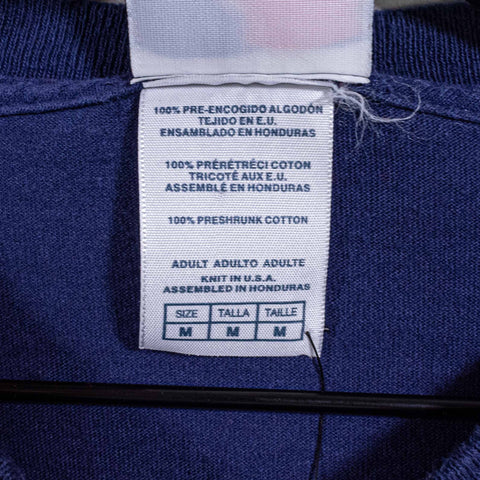 100% PRE-ENCOGIDO ALGODÓN
TEJIDO EN E.U.
ENSAMBLADO EN HONDURAS
100% PRÉRÉTRÉCI COTON
TRICOTÉ AUX E.U.
ASSEMBLÉ EN HONDURAS
100% PRESHRUNK COTTON
ADULT ADULTO ADULTE
KNIT IN U.S.A.
ASSEMBLED IN HONDURAS
SIZE TALLA TAILLE
M M M